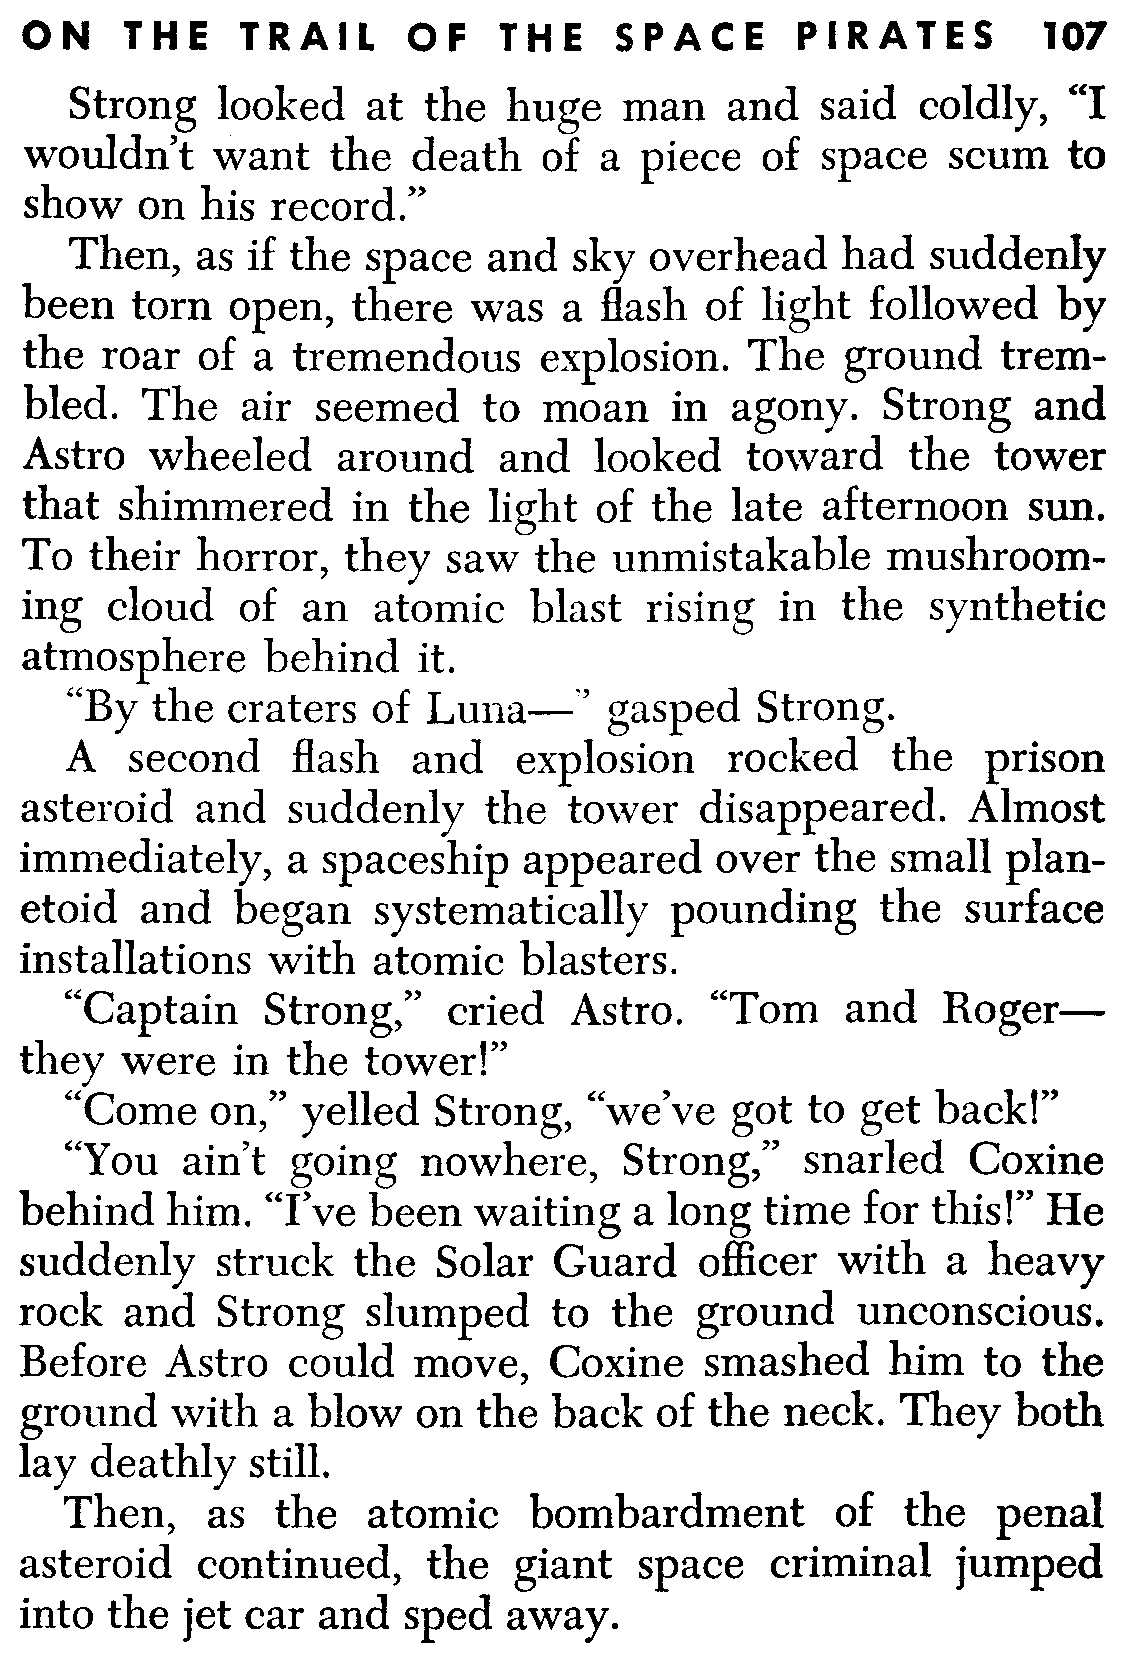 ON THE TRAIL OF THE SPACE PIRATES 107
Strong looked at the huge man and said coldly, “I
wouldn’t want the death of a piece of space scum to
show on his record.”
Then, as if the space and sky overhead had suddenly
been torn open, there was a flash of light followed by
the roar of a tremendous explosion. The ground trem-
bled. The air seemed to moan in agony. Strong and
Astro wheeled around and looked toward the tower
that shimmered in the light of the late afternoon sun.
To their horror, they saw the unmistakable mushroom-
ing cloud of an atomic blast rising in the synthetic
atmosphere behind it.
“By the craters of Luna—” gasped Strong.
A second flash and explosion rocked the prison
asteroid and suddenly the tower disappeared. Almost
immediately, a spaceship appeared over the small plan-
etoid and began systematically pounding the surface
installations with atomic blasters.
“Captain Strong,” cried Astro. “Tom and Roger—
they were in the tower!”
“Come on,” yelled Strong, “we’ve got to get back!”
“You ain’t going nowhere, Strong,” snarled Coxine
behind him. “I’ve been waiting a long time for this!” He
suddenly struck the Solar Guard officer with a heavy
rock and Strong slumped to the ground unconscious.
Before Astro could move, Coxine smashed him to the
ground with a blow on the back of the neck. They both
lay deathly still.
Then, as the atomic bombardment of the penal
asteroid continued, the giant space criminal jumped
into the jet car and sped away.